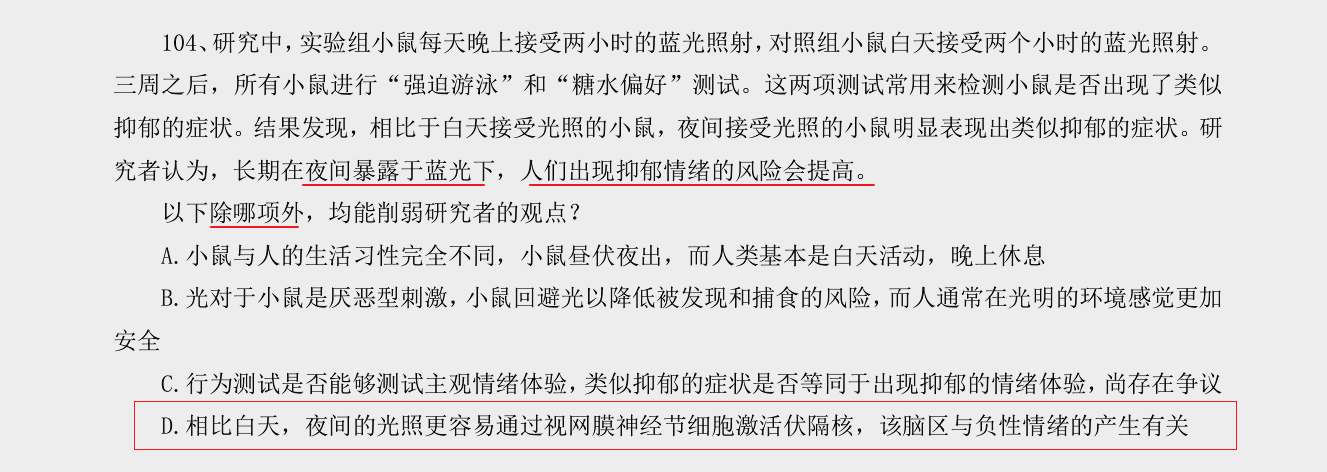 104、研究中，实验组小鼠每天晚上接受两小时的蓝光照射，对照组小鼠白天接受两个小时的蓝光照射。
三周之后，所有小鼠进行“强迫游泳”和“糖水偏好”测试。这两项测试常用来检测小鼠是否出现了类似
抑郁的症状。结果发现，相比于白天接受光照的小鼠，夜间接受光照的小鼠明显表现出类似抑郁的症状。研
究者认为，长期在夜间暴露于蓝光下，人们出现抑郁情绪的风险会提高。
以下除哪项外，均能削弱研究者的观点？
A.小鼠与人的生活习性完全不同，小鼠昼伏夜出，而人类基本是白天活动，晚上休息
B.光对于小鼠是厌恶型刺激，小鼠回避光以降低被发现和捕食的风险，而人通常在光明的环境感觉更加
安全
C.行为测试是否能够测试主观情绪体验，类似抑郁的症状是否等同于出现抑郁的情绪体验，尚存在争议
D.相比白天，夜间的光照更容易通过视网膜神经节细胞激活伏隔核，该脑区与负性情绪的产生有关